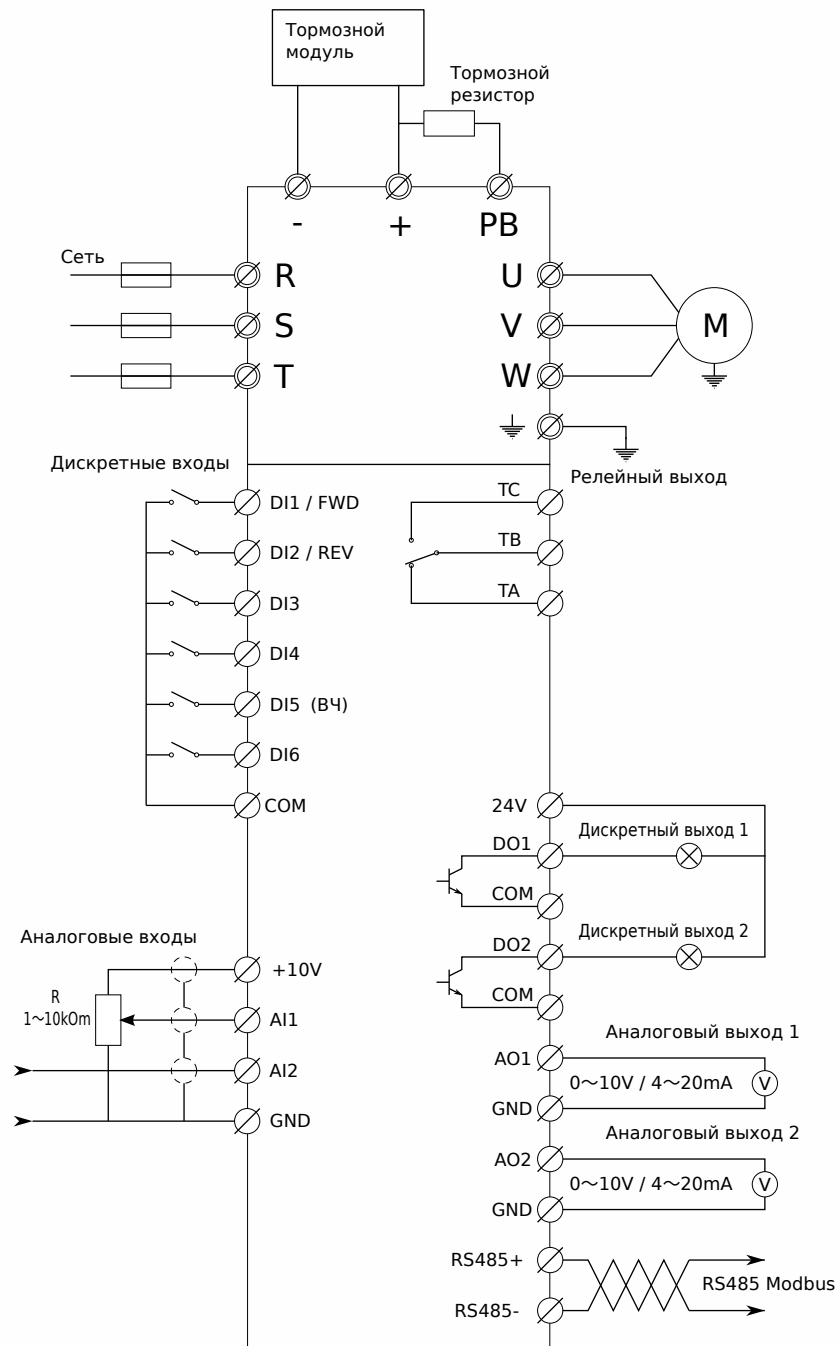 Тормозной
модуль
Тормозной
резистор
- + PB
Сеть
R
S
T
U
V
W
M
Дискретные входы
DI1 / FWD
DI2 / REV
DI3
DI4
DI5 (ВЧ)
DI6
COM
Релейный выход
TC
TB
TA
24V
DO1
Дискретный выход 1
COM
DO2
Дискретный выход 2
COM
Аналоговые входы
+10V
R
1~10kOm
AI1
AI2
GND
Аналоговый выход 1
AO1
0~10V / 4~20mA
V
GND
Аналоговый выход 2
AO2
0~10V / 4~20mA
V
GND
RS485+
RS485 Modbus
RS485-